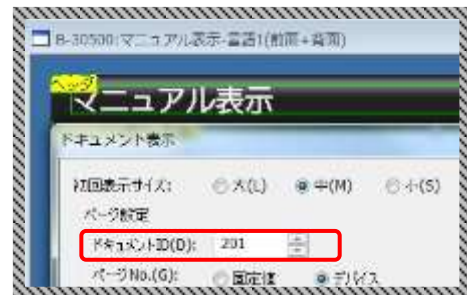 B-30500:マニュアル表示-言語1(前面+背面)
ヘッダ
マニュアル表示
ドキュメント表示
初回表示サイズ: 大(L) 中(M) 小(S)
ページ設定
ドキュメントID(D): 201
ページNo.(G): 固定値 デバイス